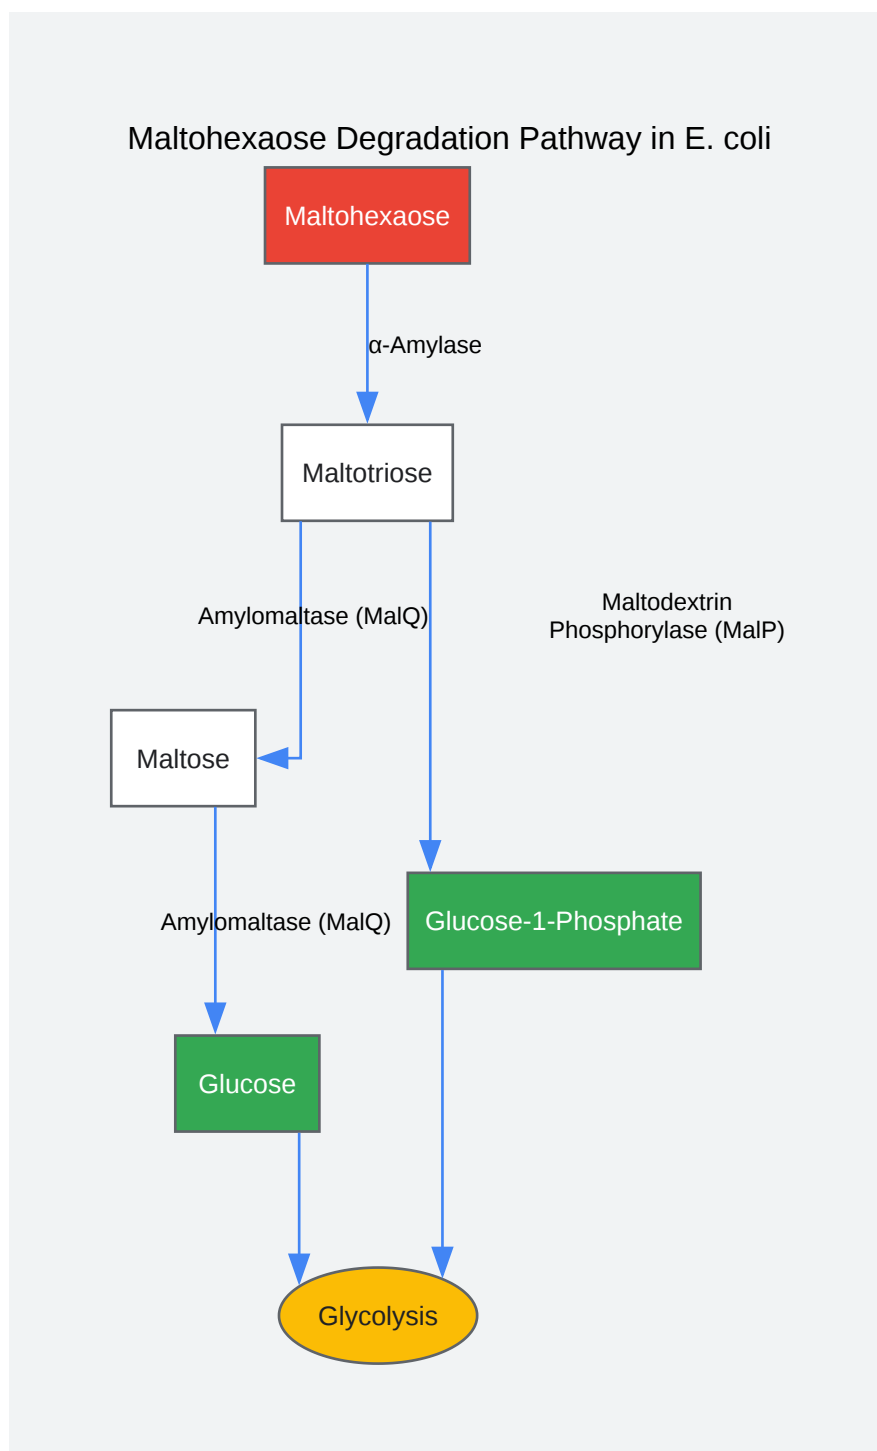 Maltohexaose Degradation Pathway in E. coli
Maltohexaose
α-Amylase
Maltotriose
Amylomaltase (MalQ)
Maltodextrin
Phosphorylase (MalP)
Maltose
Amylomaltase (MalQ)
Glucose-1-Phosphate
Glucose
Glycolysis